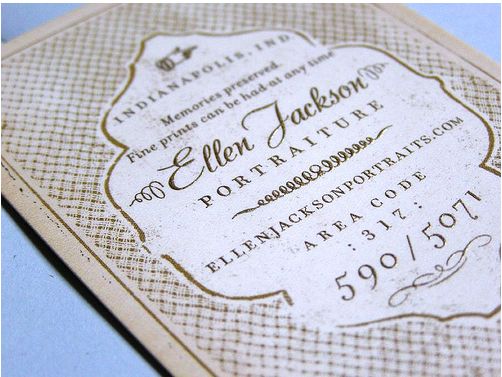 INDIANAPOLIS, IND
Memories preserved.
Fine prints can be had at any time
Ellen Jackson
PORTRAITURE
ELLENJACKSONPORTRAITS.COM
AREA CODE
: 317 :
590/5071